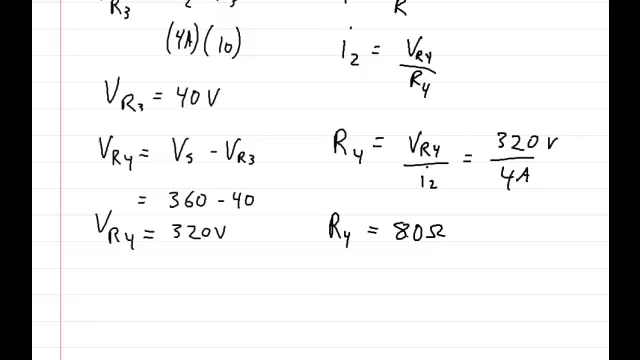 R3
R
(4A)(10)
i2 = VR4/R4
VR3 = 40V
VR4 = VS - VR3
= 360 - 40
VR4 = 320V
R4 = VR4/i2 = 320V/4A
R4 = 80Ω